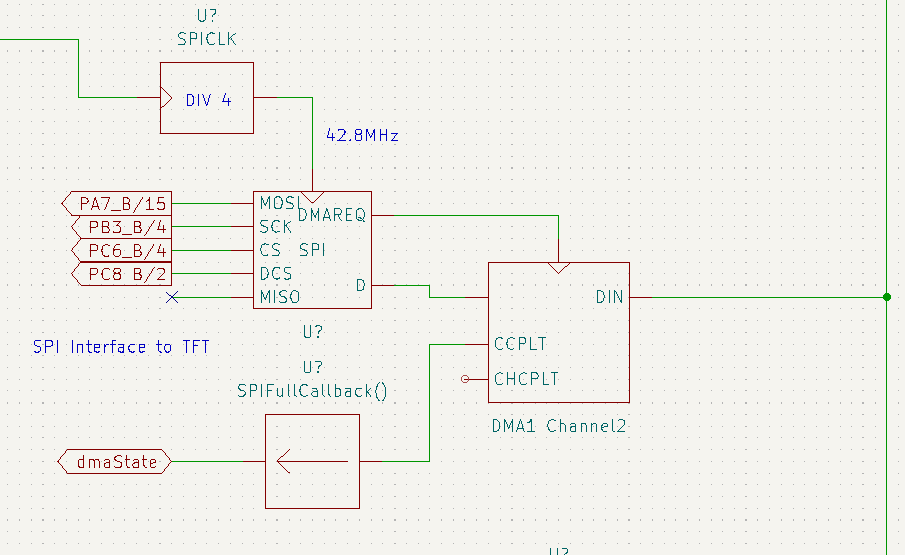 U?
SPICLK
DIV 4
42.8MHz
PA7_B/15
MOSI
DMAREQ
PB3_B/4
SCK
PC6_B/4
CS
SPI
PC8_B/2
DCS
D
MISO
DIN
U?
SPI Interface to TFT
CCPLT
U?
CHCPLT
SPIFullCallback()
DMA1 Channel2
dmaState
U?